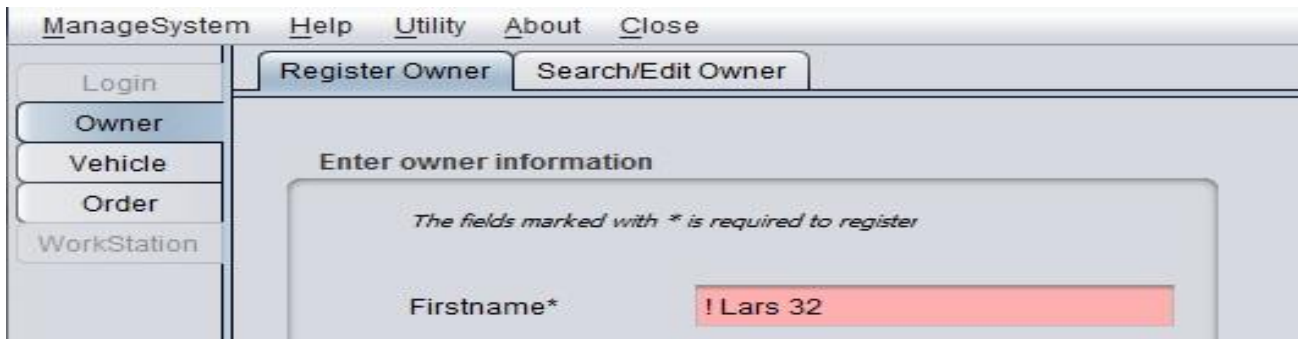 ManageSystem Help Utility About Close
Register Owner Search/Edit Owner
Login
Owner
Vehicle
Order
WorkStation
Enter owner information
The fields marked with * is required to register
Firstname* ! Lars 32